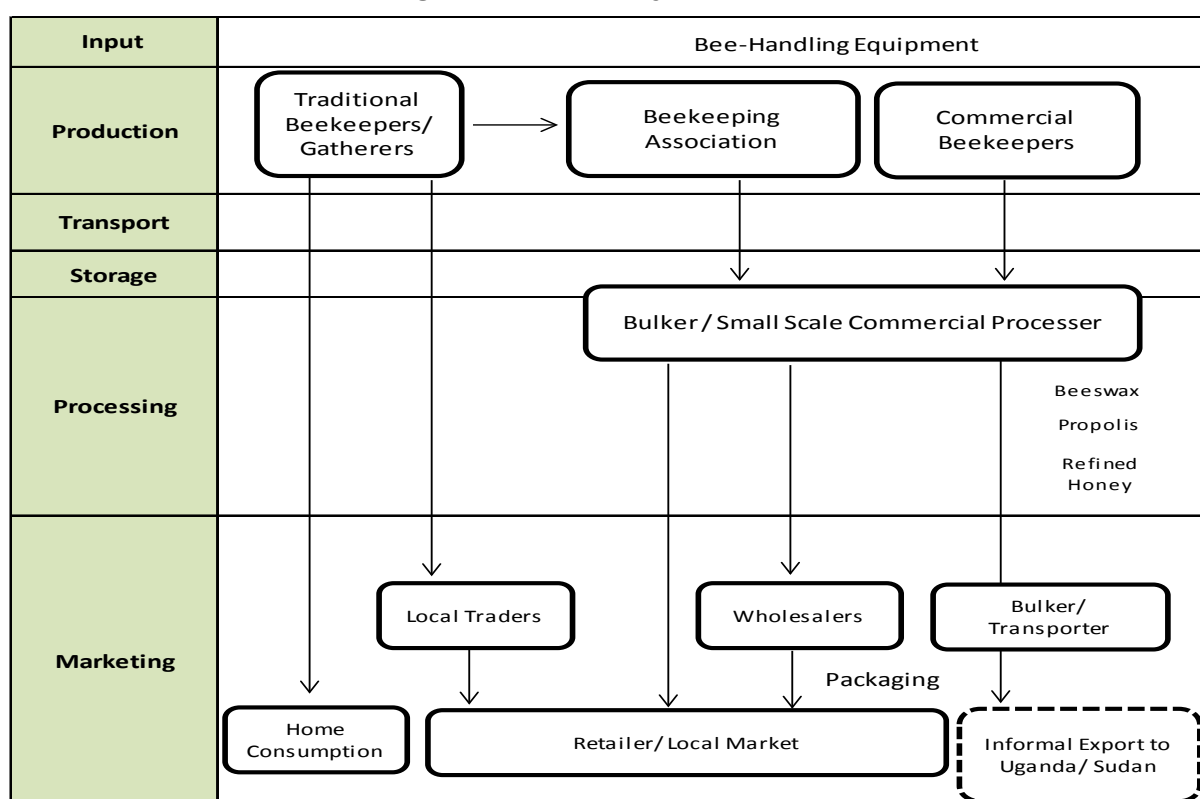 Input
Bee-Handling Equipment
Production
Traditional
Beekeepers/
Gatherers
Beekeeping
Association
Commercial
Beekeepers
Transport
Storage
Bulker / Small Scale Commercial Processer
Processing
Beeswax
Propolis
Refined
Honey
Marketing
Local Traders
Wholesalers
Bulker/
Transporter
Packaging
Home
Consumption
Retailer/ Local Market
Informal Export to
Uganda/ Sudan